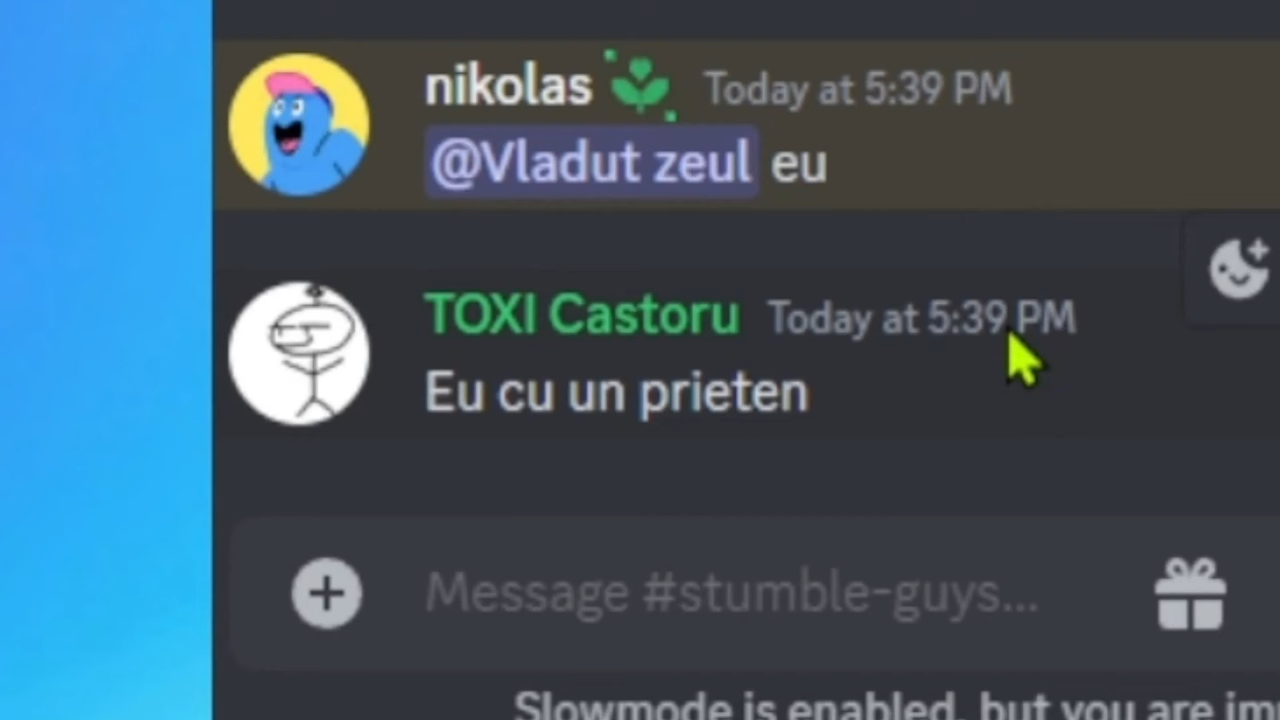 nikolas Today at 5:39 PM
@Vladut zeul eu
TOXI Castoru Today at 5:39 PM
Eu cu un prieten
Message #stumble-guys...
Slowmode is enabled, but you are